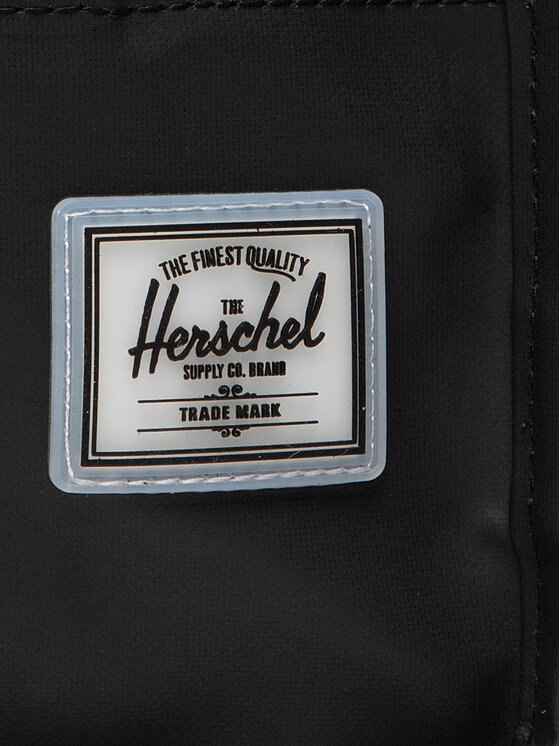 THE FINEST QUALITY
THE
Herschel
SUPPLY CO. BRAND
TRADE MARK